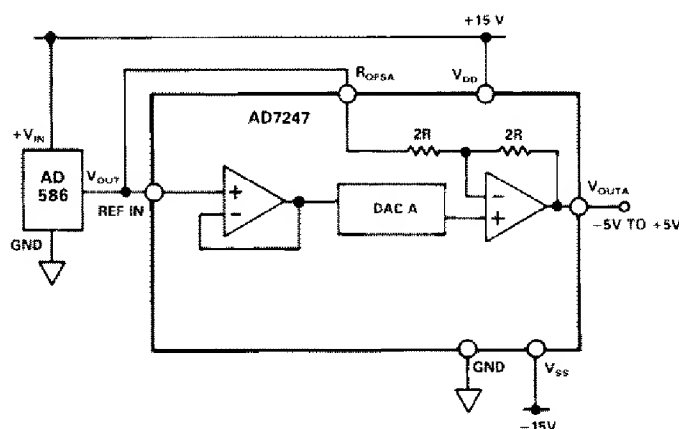 +15 V
R_OFSA
V_DD
AD7247
2R
2R
+V_IN
AD
586
V_OUT
REF IN
+
−
DAC A
−
+
V_OUTA
−5V TO +5V
GND
GND
V_SS
−15V